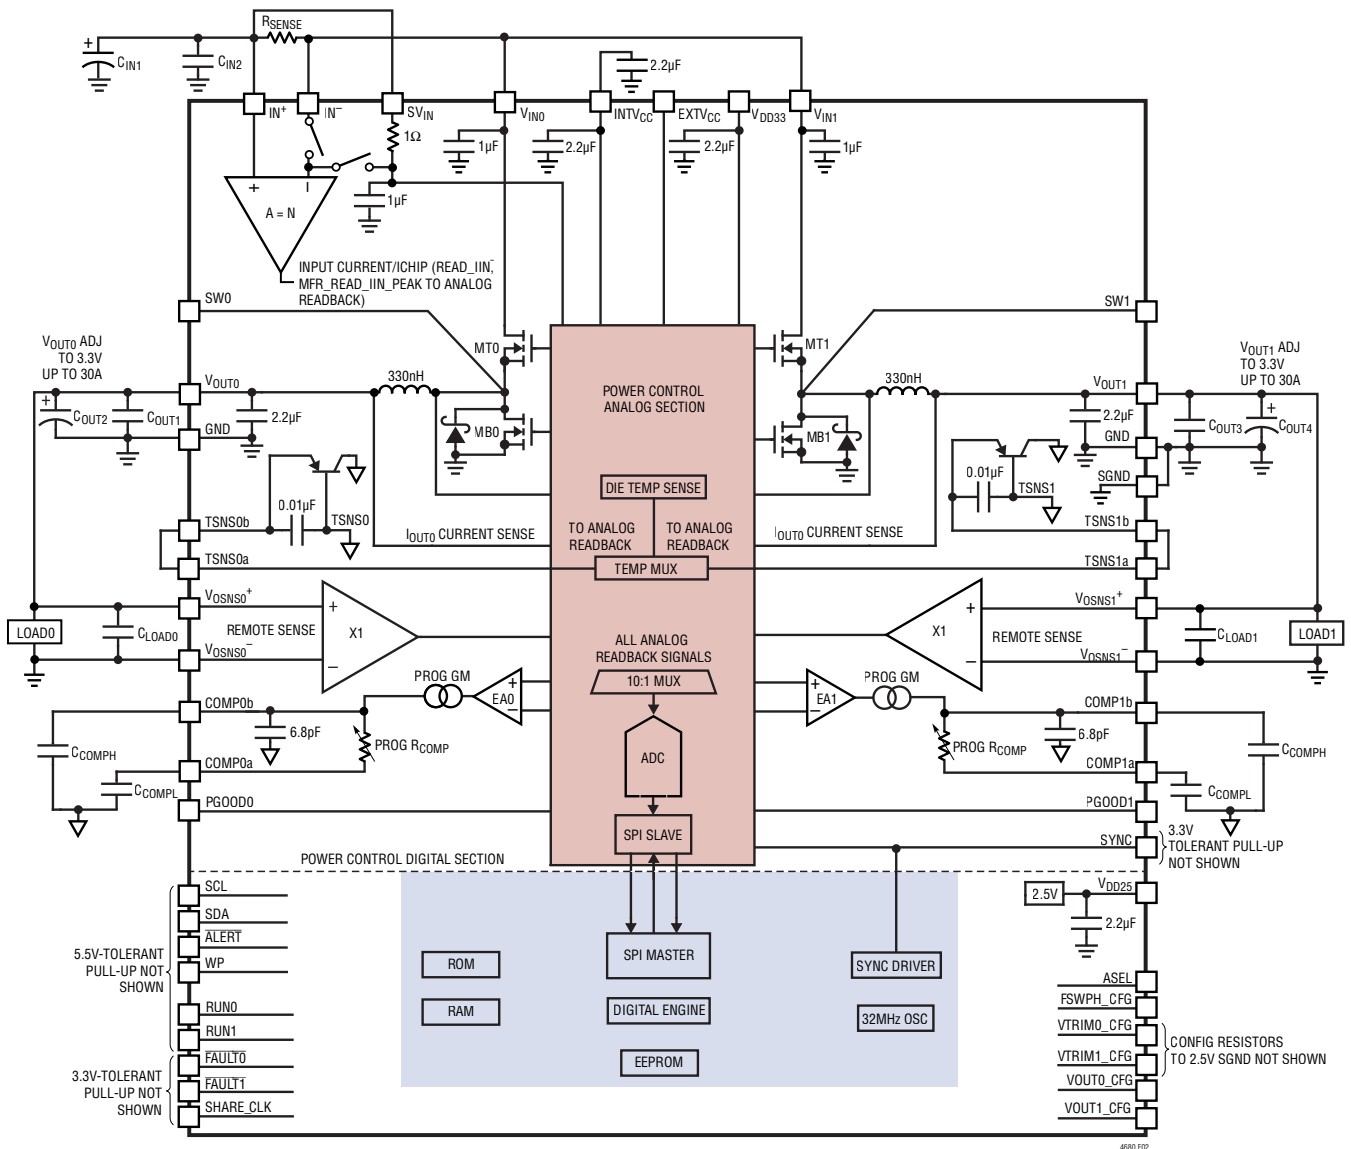 RSENSE
+
CIN1
CIN2
2.2µF
IN+
IN–
SVIN
VIN0
INTVCC
EXTVCC
VDD33
VIN1
1Ω
1µF
2.2µF
2.2µF
1µF
+
–
A = N
1µF
INPUT CURRENT/ICHIP (READ_IIN,
MFR_READ_IIN_PEAK TO ANALOG
READBACK)
SW0
SW1
VOUT0 ADJ
TO 3.3V
UP TO 30A
MT0
MT1
VOUT1 ADJ
TO 3.3V
UP TO 30A
VOUT0
330nH
POWER CONTROL
ANALOG SECTION
330nH
VOUT1
+
COUT2
COUT1
2.2µF
MB0
MB1
2.2µF
COUT3
+
COUT4
GND
GND
SGND
DIE TEMP SENSE
0.01µF
TSNS0
0.01µF
TSNS1
TSNS0b
IOUT0 CURRENT SENSE
TO ANALOG
READBACK
TO ANALOG
READBACK
IOUT0 CURRENT SENSE
TSNS1b
TSNS0a
TEMP MUX
TSNS1a
VOSNS0+
VOSNS1+
LOAD0
CLOAD0
REMOTE SENSE
+
–
X1
ALL ANALOG
READBACK SIGNALS
10:1 MUX
X1
+
–
REMOTE SENSE
CLOAD1
LOAD1
VOSNS0–
VOSNS1–
PROG GM
EA0
+
–
+
–
EA1
PROG GM
COMP0b
COMP1b
6.8pF
PROG RCOMP
ADC
PROG RCOMP
6.8pF
CCOMPH
CCOMPH
COMP0a
COMP1a
CCOMPL
CCOMPL
PGOOD0
PGOOD1
SPI SLAVE
SYNC
3.3V
TOLERANT PULL-UP
NOT SHOWN
POWER CONTROL DIGITAL SECTION
SCL
SDA
ALERT
WP
RUN0
RUN1
5.5V-TOLERANT
PULL-UP NOT
SHOWN
FAULT0
FAULT1
SHARE_CLK
3.3V-TOLERANT
PULL-UP NOT
SHOWN
ROM
RAM
SPI MASTER
DIGITAL ENGINE
EEPROM
SYNC DRIVER
32MHz OSC
2.5V
VDD25
2.2µF
ASEL
FSWPH_CFG
VTRIM0_CFG
VTRIM1_CFG
VOUT0_CFG
VOUT1_CFG
CONFIG RESISTORS
TO 2.5V SGND NOT SHOWN
4680 F02